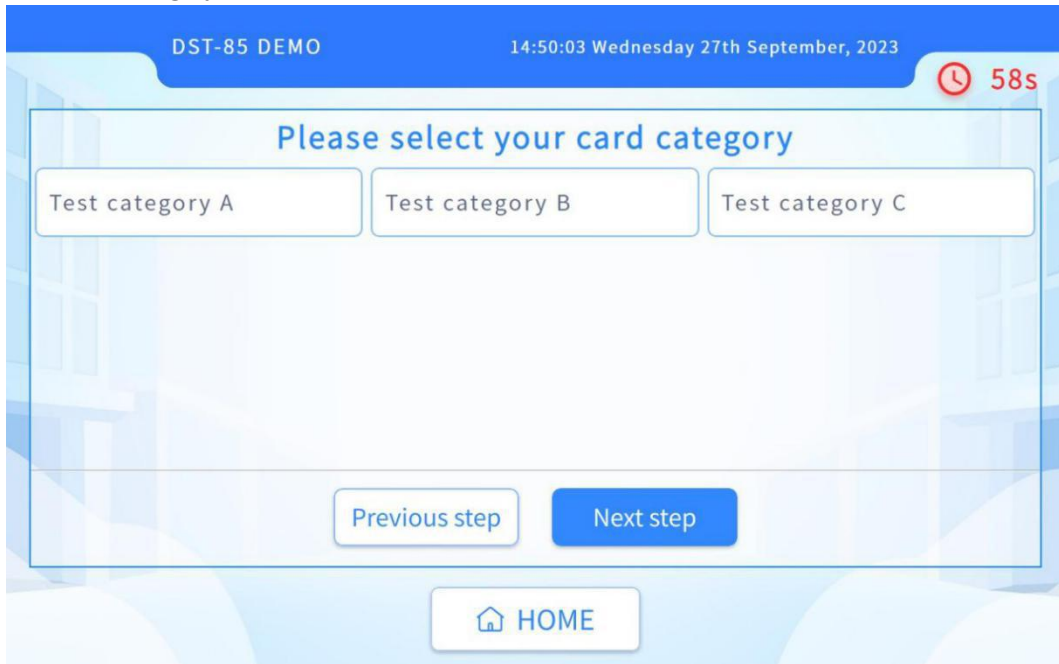 DST-85 DEMO
14:50:03 Wednesday 27th September, 2023
58s
Please select your card category
Test category A
Test category B
Test category C
Previous step
Next step
HOME